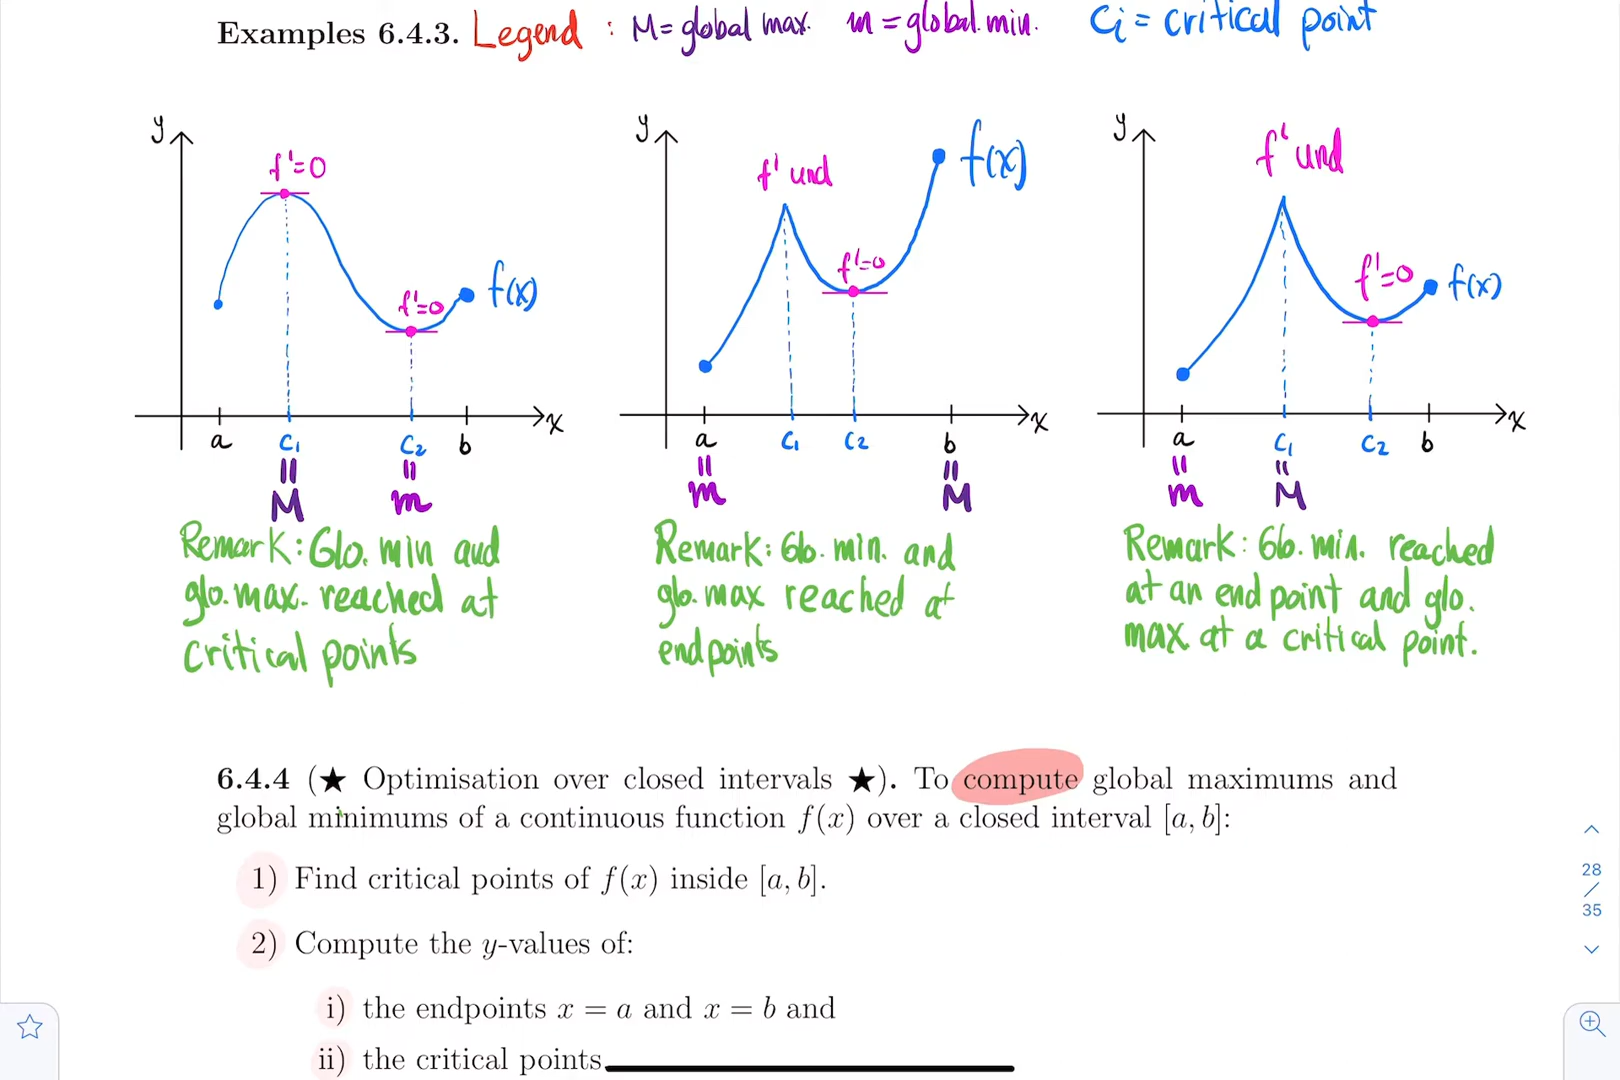 Examples 6.4.3. Legend : M = global max. m = global. min. Ci = critical point
y f'=0 f'=0 f(x) x
a C1 C2 b
|| ||
M m
Remark: Glo. min and
glo. max. reached at
critical points
y f' und f'=0 f(x) x
a C1 C2 b
|| ||
m M
Remark: Glo. min. and
glo. max reached at
endpoints
y f' und f'=0 f(x) x
a C1 C2 b
|| ||
m M
Remark: Glo. min. reached
at an end point and glo.
max at a critical point.
6.4.4 (★ Optimisation over closed intervals ★). To compute global maximums and
global minimums of a continuous function f(x) over a closed interval [a, b]:
1) Find critical points of f(x) inside [a, b].
2) Compute the y-values of:
i) the endpoints x = a and x = b and
ii) the critical points
28
/
35